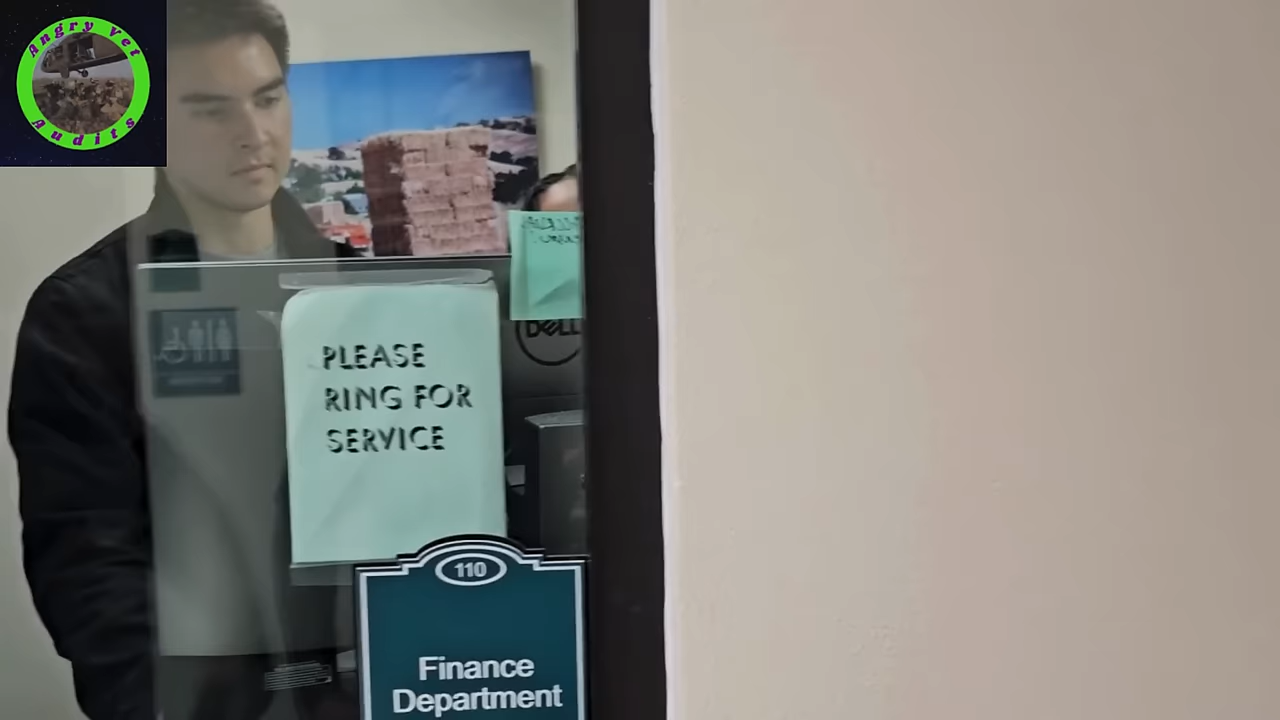 Angry Vet
Audits
PLEASE
RING FOR
SERVICE
DELL
110
Finance
Department